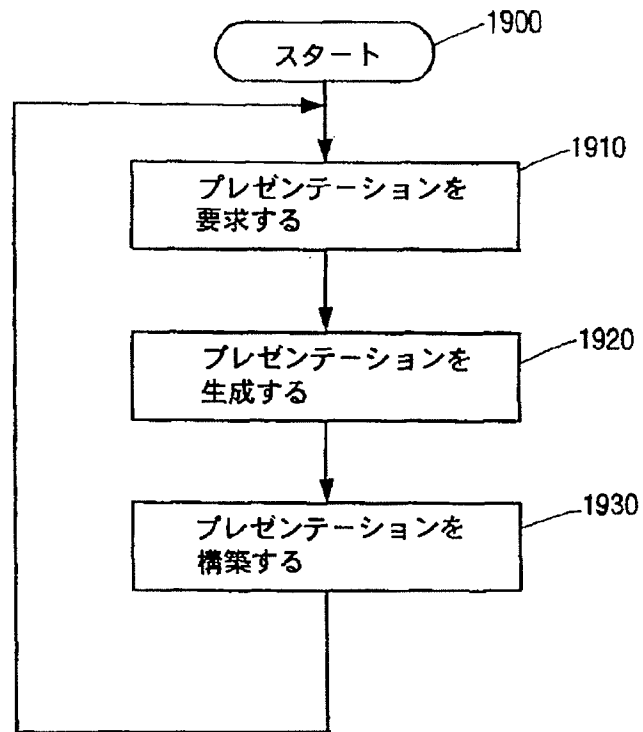 1900
スタート
1910
プレゼンテーションを
要求する
1920
プレゼンテーションを
生成する
1930
プレゼンテーションを
構築する